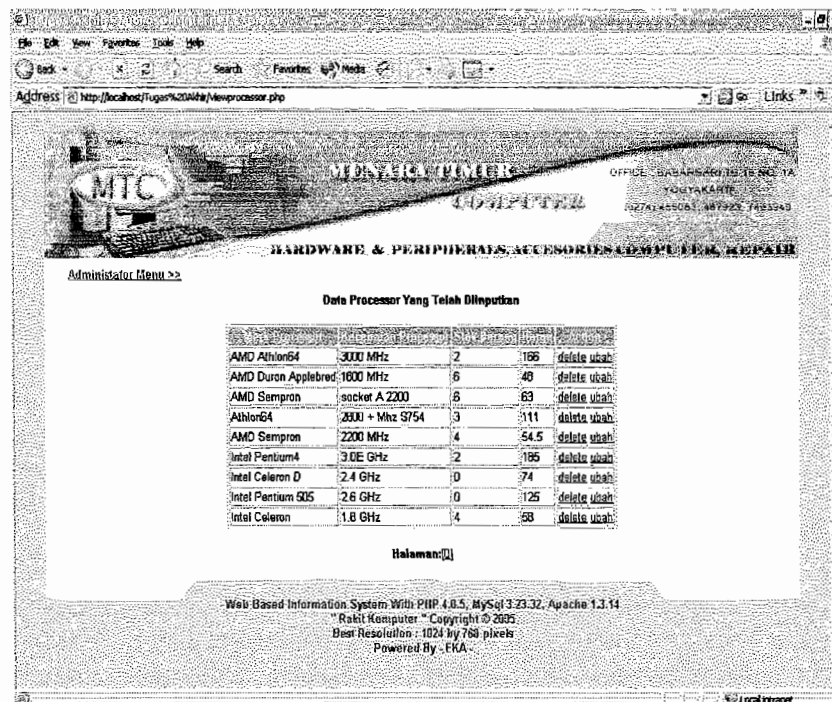 File Edit View Favorites Tools Help
Back Search Favorites Media
Address http://localhost/Tugas%20Akhir/viewprocessor.php Links
MTC
MENARA TIMUR
COMPUTER
OFFICE : BABARSARI
YOGYAKARTA
HARDWARE & PERIPHERALS, ACCESORIES COMPUTER, REPAIR
Administator Menu >>
Data Processor Yang Telah Diinputkan
AMD Athlon64 3000 MHz 2 166 delete ubah
AMD Duron Applebred 1600 MHz 6 46 delete ubah
AMD Sempron socket A 2200 6 63 delete ubah
Athlon64 2800 + Mhz S754 3 111 delete ubah
AMD Sempron 2200 MHz 4 54.5 delete ubah
Intel Pentium4 3.0E GHz 2 185 delete ubah
Intel Celeron D 2.4 GHz 0 74 delete ubah
Intel Pentium 505 2.6 GHz 0 125 delete ubah
Intel Celeron 1.8 GHz 4 58 delete ubah
Halaman:[1]
Web Based Information System With PHP 4.0.5, MySql 3.23.32, Apache 1.3.14
" Rakit Komputer " Copyright © 2005
Best Resolution : 1024 by 768 pixels
Powered By - EKA -
Local intranet